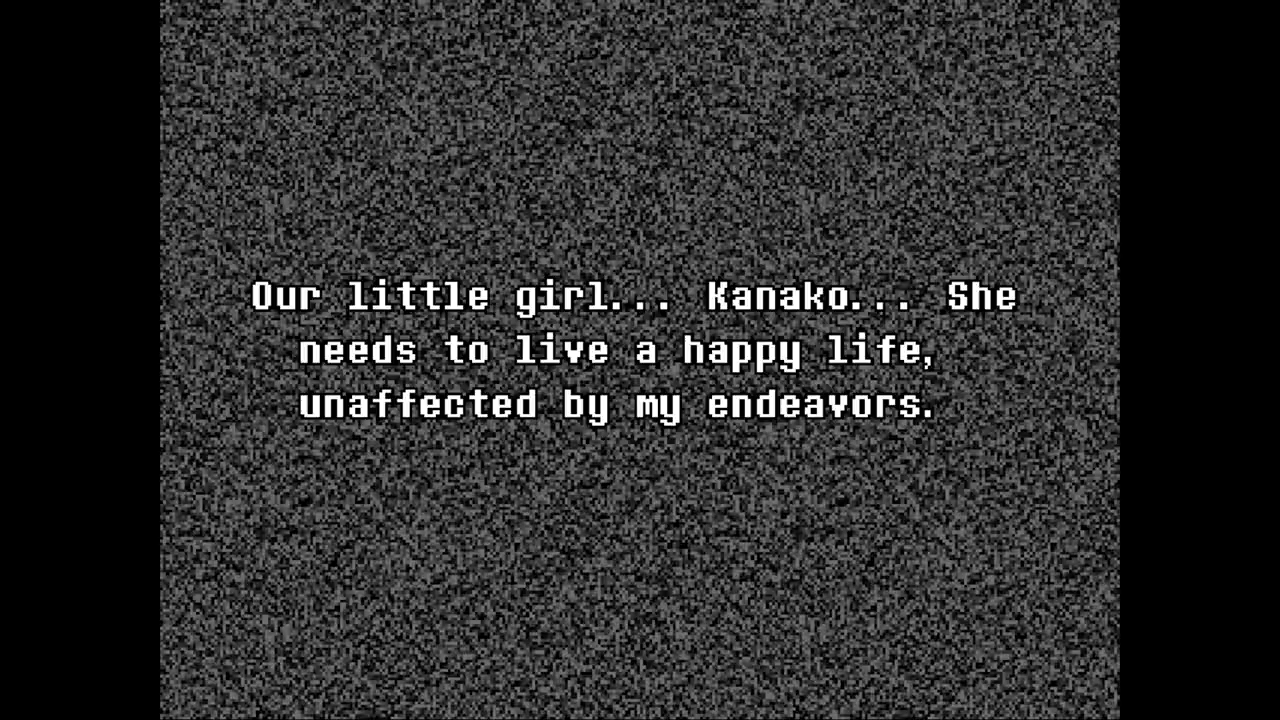 Our little girl... Kanako... She
needs to live a happy life,
unaffected by my endeavors.